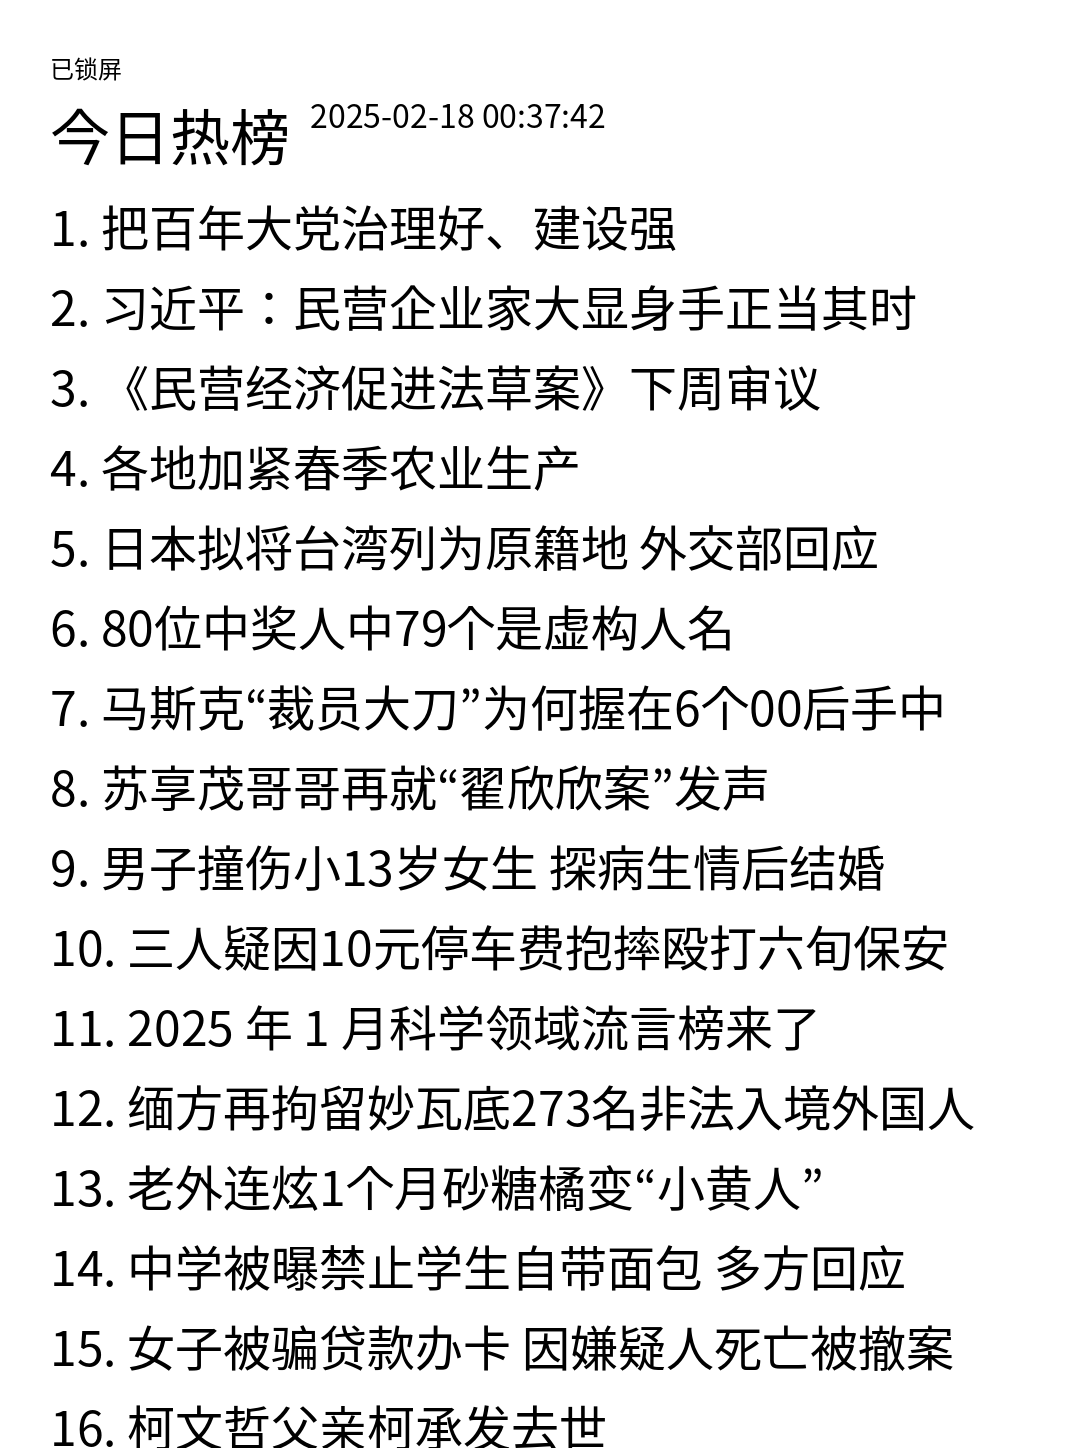 已锁屏
今日热榜 2025-02-18 00:37:42
1. 把百年大党治理好、建设强
2. 习近平：民营企业家大显身手正当其时
3. 《民营经济促进法草案》下周审议
4. 各地加紧春季农业生产
5. 日本拟将台湾列为原籍地 外交部回应
6. 80位中奖人中79个是虚构人名
7. 马斯克“裁员大刀”为何握在6个00后手中
8. 苏享茂哥哥再就“翟欣欣案”发声
9. 男子撞伤小13岁女生 探病生情后结婚
10. 三人疑因10元停车费抱摔殴打六旬保安
11. 2025 年 1 月科学领域流言榜来了
12. 缅方再拘留妙瓦底273名非法入境外国人
13. 老外连炫1个月砂糖橘变“小黄人”
14. 中学被曝禁止学生自带面包 多方回应
15. 女子被骗贷款办卡 因嫌疑人死亡被撤案
16. 柯文哲父亲柯承发去世